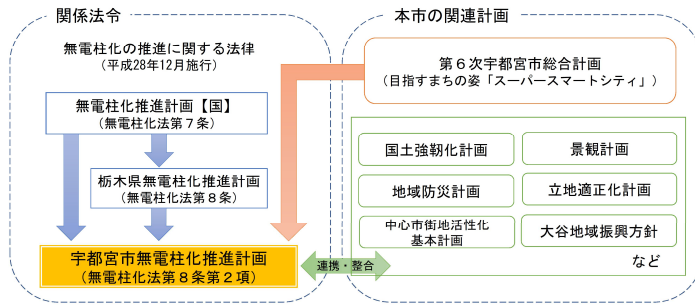 関係法令
無電柱化の推進に関する法律
（平成28年12月施行）
無電柱化推進計画【国】
（無電柱化法第７条）
栃木県無電柱化推進計画
（無電柱化法第８条）
宇都宮市無電柱化推進計画
（無電柱化法第８条第２項）
連携・整合
本市の関連計画
第６次宇都宮市総合計画
（目指すまちの姿「スーパースマートシティ」）
国土強靭化計画
景観計画
地域防災計画
立地適正化計画
中心市街地活性化
基本計画
大谷地域振興方針
など